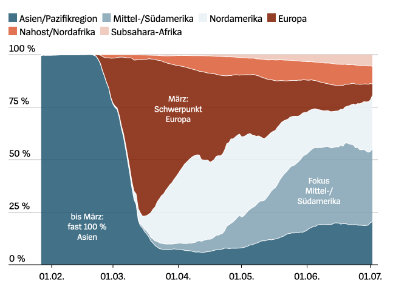 Asien/Pazifikregion Mittel-/Südamerika Nordamerika Europa
Nahost/Nordafrika Subsahara-Afrika
100 %
75 %
50 %
25 %
0 %
März:
Schwerpunkt
Europa
Fokus
Mittel-/
Südamerika
bis März:
fast 100 %
Asien
01.02. 01.03. 01.04. 01.05. 01.06. 01.07.